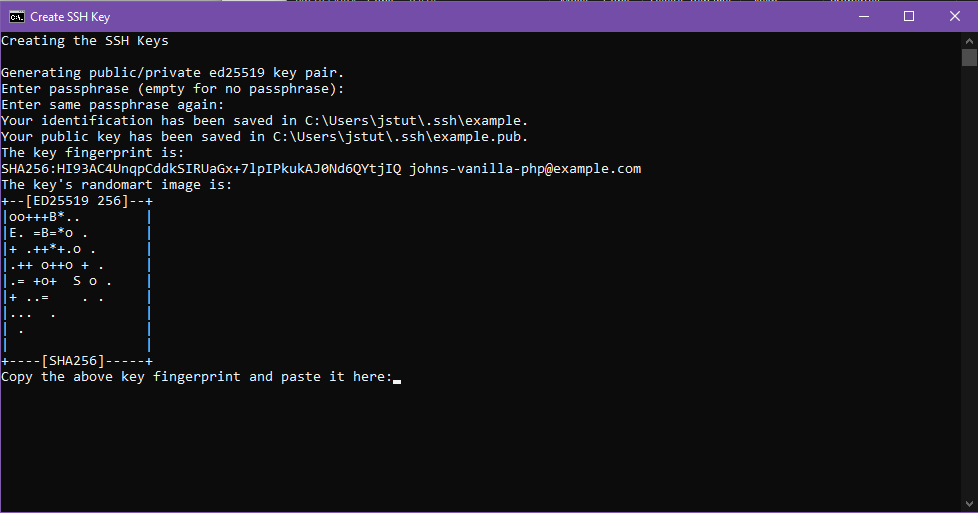 Create SSH Key
Creating the SSH Keys
Generating public/private ed25519 key pair.
Enter passphrase (empty for no passphrase):
Enter same passphrase again:
Your identification has been saved in C:\Users\jstut\.ssh\example.
Your public key has been saved in C:\Users\jstut\.ssh\example.pub.
The key fingerprint is:
SHA256:HI93AC4UnqpCddkSIRUaGx+7lpIPkukAJ0Nd6QYtjIQ johns-vanilla-php@example.com
The key's randomart image is:
+--[ED25519 256]--+
|oo+++B*..        |
|E. =B=*o .       |
|+ .++*+.o .      |
|.++ o++o + .     |
|.= +o+  S o .    |
|+ ..=    . .     |
|...  .           |
| .               |
|                 |
+----[SHA256]-----+
Copy the above key fingerprint and paste it here: